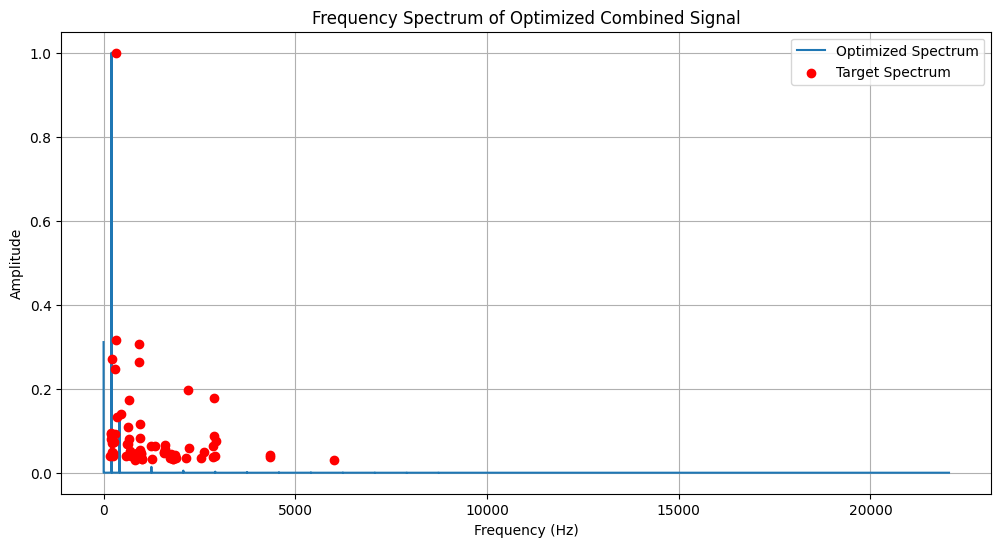 Frequency Spectrum of Optimized Combined Signal
Optimized Spectrum
Target Spectrum
1.0
0.8
0.6
0.4
0.2
0.0
Amplitude
0
5000
10000
15000
20000
Frequency (Hz)